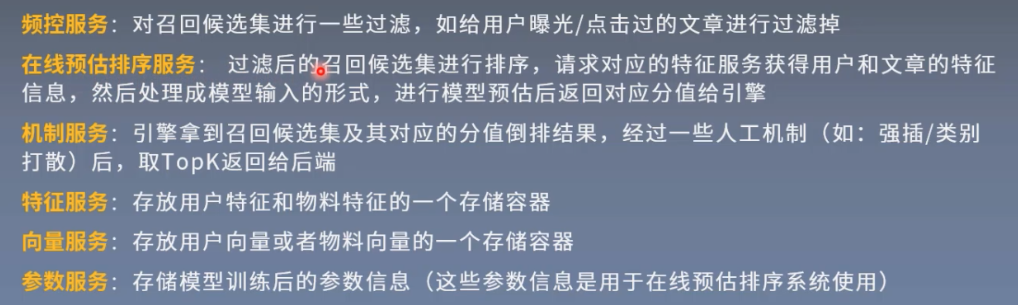 频控服务：对召回候选集进行一些过滤，如给用户曝光/点击过的文章进行过滤掉
在线预估排序服务： 过滤后的召回候选集进行排序，请求对应的特征服务获得用户和文章的特征
信息，然后处理成模型输入的形式，进行模型预估后返回对应分值给引擎
机制服务：引擎拿到召回候选集及其对应的分值倒排结果，经过一些人工机制（如：强插/类别
打散）后，取TopK返回给后端
特征服务：存放用户特征和物料特征的一个存储容器
向量服务：存放用户向量或者物料向量的一个存储容器
参数服务：存储模型训练后的参数信息（这些参数信息是用于在线预估排序系统使用）